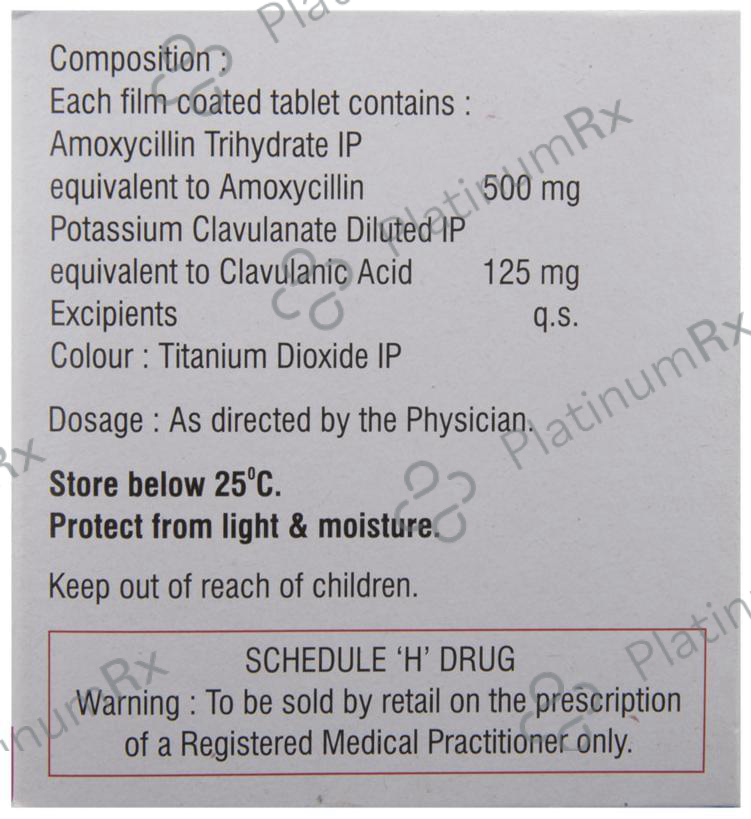 Composition :
Each film coated tablet contains :
Amoxycillin Trihydrate IP
equivalent to Amoxycillin 500 mg
Potassium Clavulanate Diluted IP
equivalent to Clavulanic Acid 125 mg
Excipients q.s.
Colour : Titanium Dioxide IP
Dosage : As directed by the Physician.
Store below 25⁰C.
Protect from light & moisture.
Keep out of reach of children.
SCHEDULE ‘H’ DRUG
Warning : To be sold by retail on the prescription
of a Registered Medical Practitioner only.
PlatinumRx
PlatinumRx